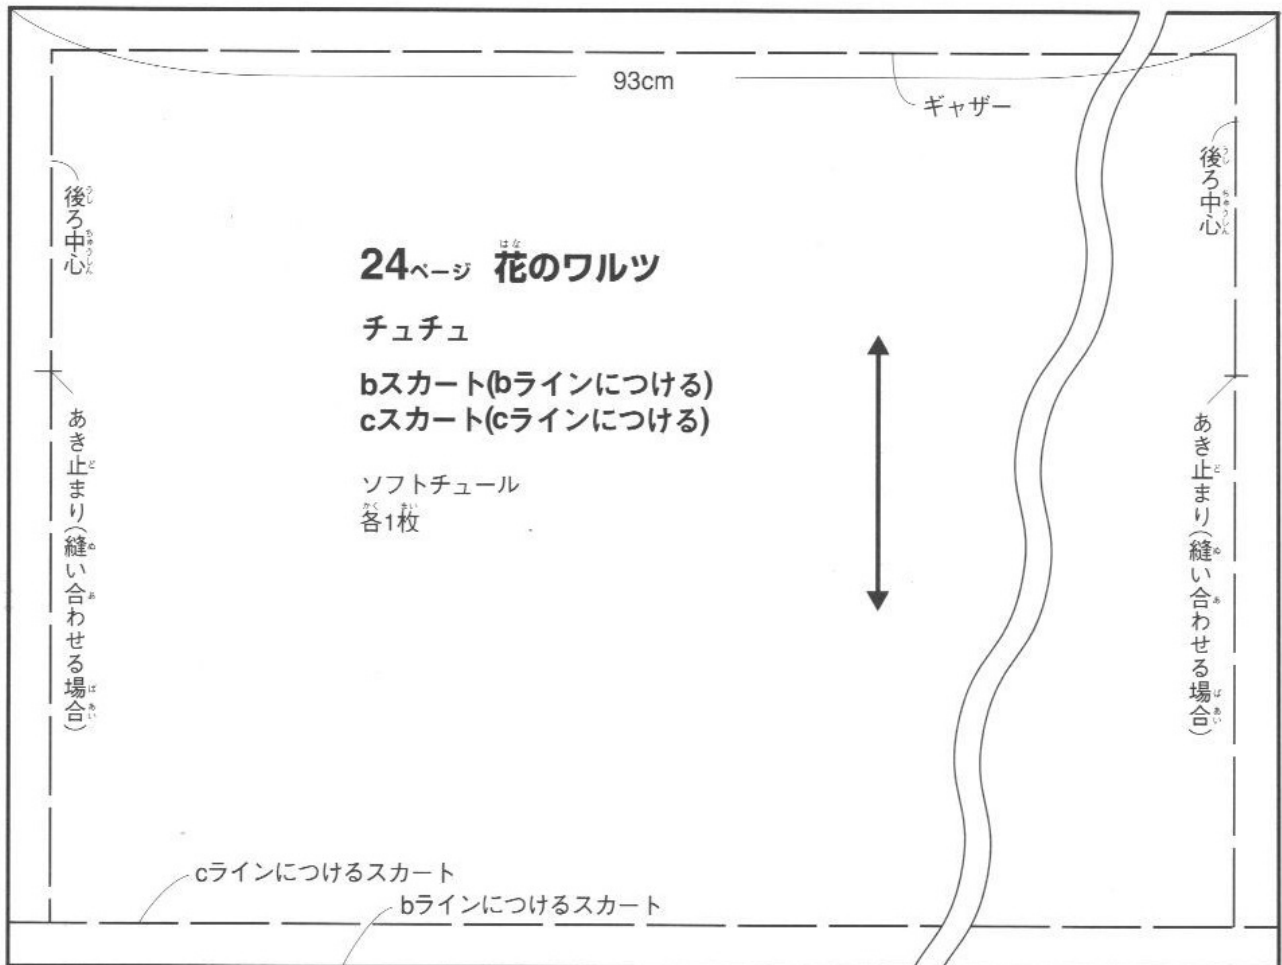 93cm
ギャザー
後ろ中心
後ろ中心
24ページ 花のワルツ
チュチュ
bスカート(bラインにつける)
cスカート(cラインにつける)
ソフトチュール
各1枚
あき止まり(縫い合わせる場合)
あき止まり(縫い合わせる場合)
cラインにつけるスカート
bラインにつけるスカート